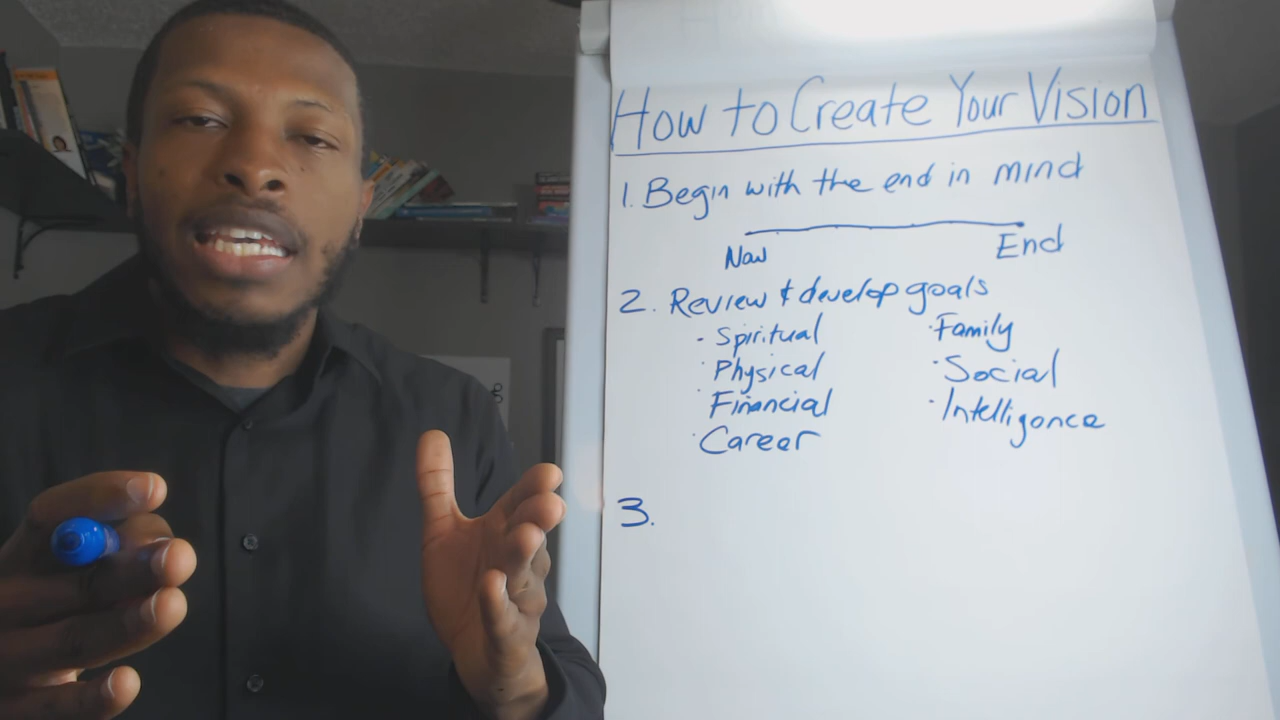 How to Create Your Vision
1. Begin with the end in mind
Now End
2. Review & develop goals
- Spiritual
· Family
· Physical
· Social
· Financial
· Intelligence
· Career
3.